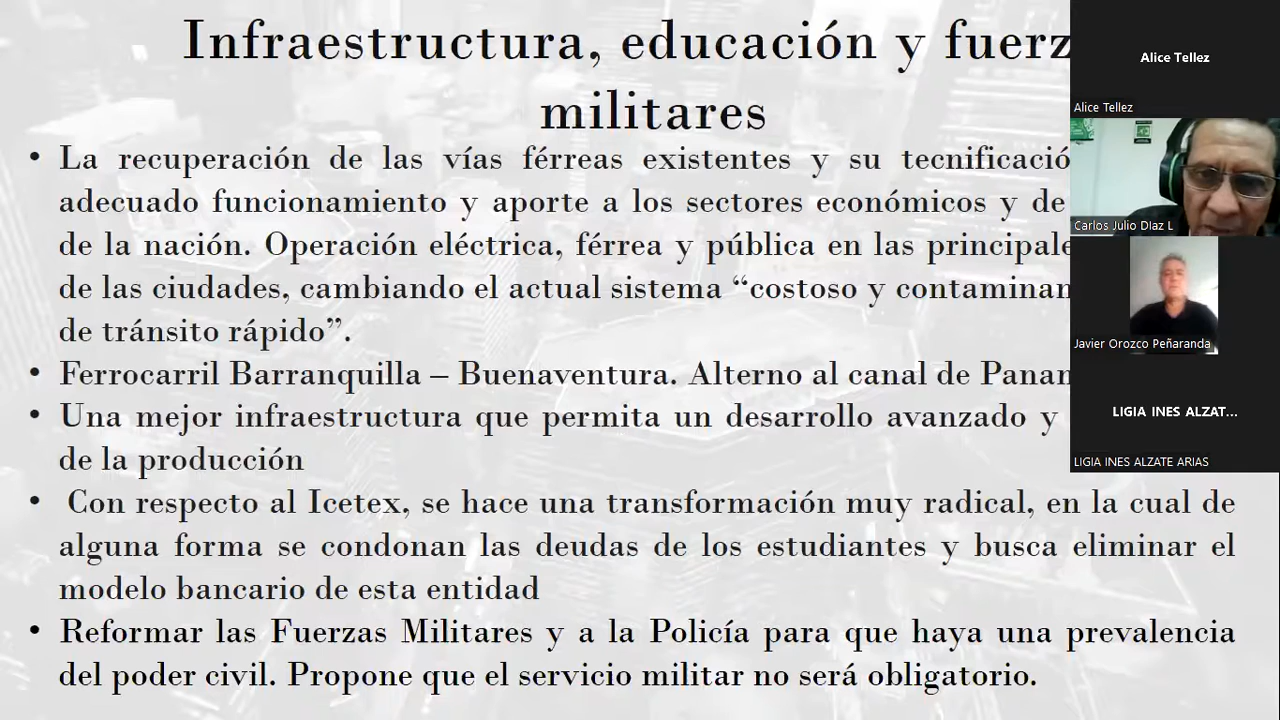 Infraestructura, educación y fuerz
militares
• La recuperación de las vías férreas existentes y su tecnificació
adecuado funcionamiento y aporte a los sectores económicos y de
de la nación. Operación eléctrica, férrea y pública en las principale
de las ciudades, cambiando el actual sistema “costoso y contaminan
de tránsito rápido”.
• Ferrocarril Barranquilla – Buenaventura. Alterno al canal de Panam
• Una mejor infraestructura que permita un desarrollo avanzado y
de la producción
• Con respecto al Icetex, se hace una transformación muy radical, en la cual de
alguna forma se condonan las deudas de los estudiantes y busca eliminar el
modelo bancario de esta entidad
• Reformar las Fuerzas Militares y a la Policía para que haya una prevalencia
del poder civil. Propone que el servicio militar no será obligatorio.
Alice Tellez
Alice Tellez
Carlos Julio DIaz L
Javier Orozco Peñaranda
LIGIA INES ALZAT...
LIGIA INES ALZATE ARIAS